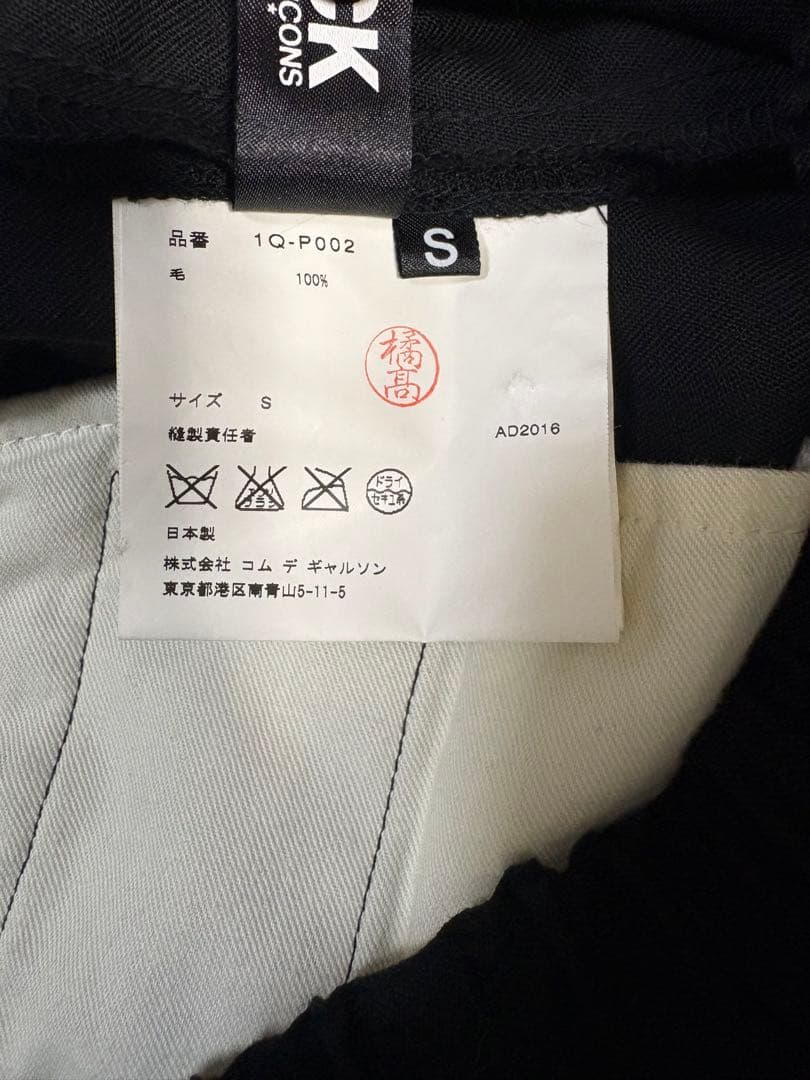 CK
CONS
S
品番 1Q-P002
毛 100%
橘高
サイズ S
縫製責任者
AD2016
ドライ
セキユ系
日本製
株式会社 コム デ ギャルソン
東京都港区南青山5-11-5